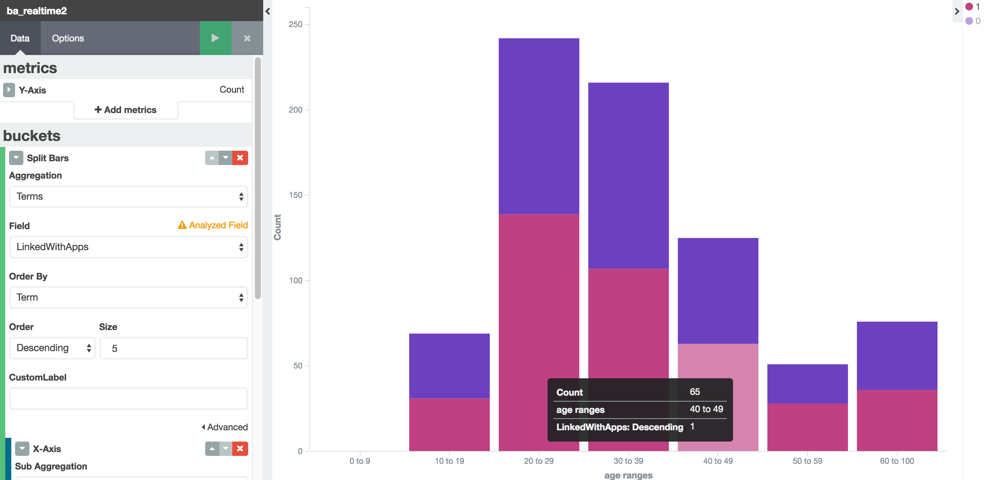 ba_realtime2
Data
Options
metrics
Y-Axis
Count
Add metrics
buckets
Split Bars
Aggregation
Terms
Field
Analyzed Field
LinkedWithApps
Order By
Term
Order
Size
Descending
5
CustomLabel
Advanced
X-Axis
Sub Aggregation
Count
250
200
150
100
50
0
0 to 9
10 to 19
20 to 29
30 to 39
40 to 49
50 to 59
60 to 100
age ranges
Count 65
age ranges 40 to 49
LinkedWithApps: Descending 1
1
0